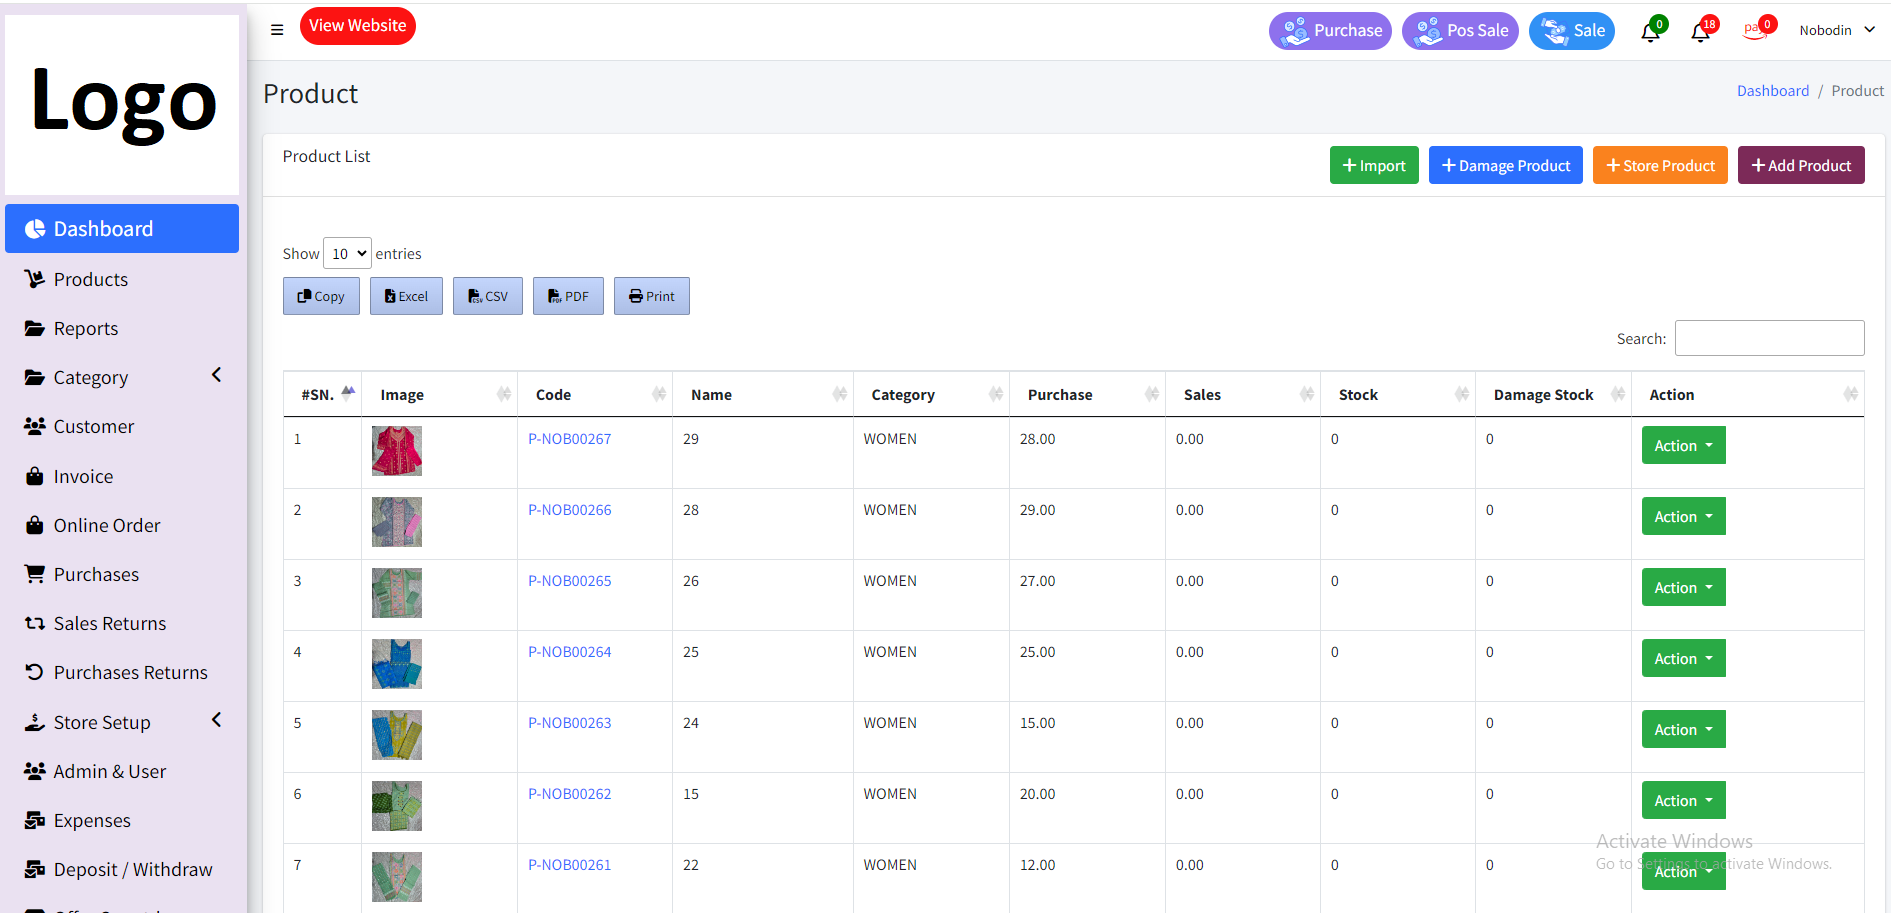 Logo
View Website
Purchase
Pos Sale
Sale
0
18
0
Nobodin
Dashboard
Products
Reports
Category
Customer
Invoice
Online Order
Purchases
Sales Returns
Purchases Returns
Store Setup
Admin & User
Expenses
Deposit / Withdraw
Product
Dashboard / Product
Product List
Import
Damage Product
Store Product
Add Product
Show 10 entries
Copy
Excel
CSV
PDF
Print
Search:
#SN. Image Code Name Category Purchase Sales Stock Damage Stock Action
1 P-NOB00267 29 WOMEN 28.00 0.00 0 0 Action
2 P-NOB00266 28 WOMEN 29.00 0.00 0 0 Action
3 P-NOB00265 26 WOMEN 27.00 0.00 0 0 Action
4 P-NOB00264 25 WOMEN 25.00 0.00 0 0 Action
5 P-NOB00263 24 WOMEN 15.00 0.00 0 0 Action
6 P-NOB00262 15 WOMEN 20.00 0.00 0 0 Action
7 P-NOB00261 22 WOMEN 12.00 0.00 0 0 Action
Activate Windows
Go to Settings to activate Windows.